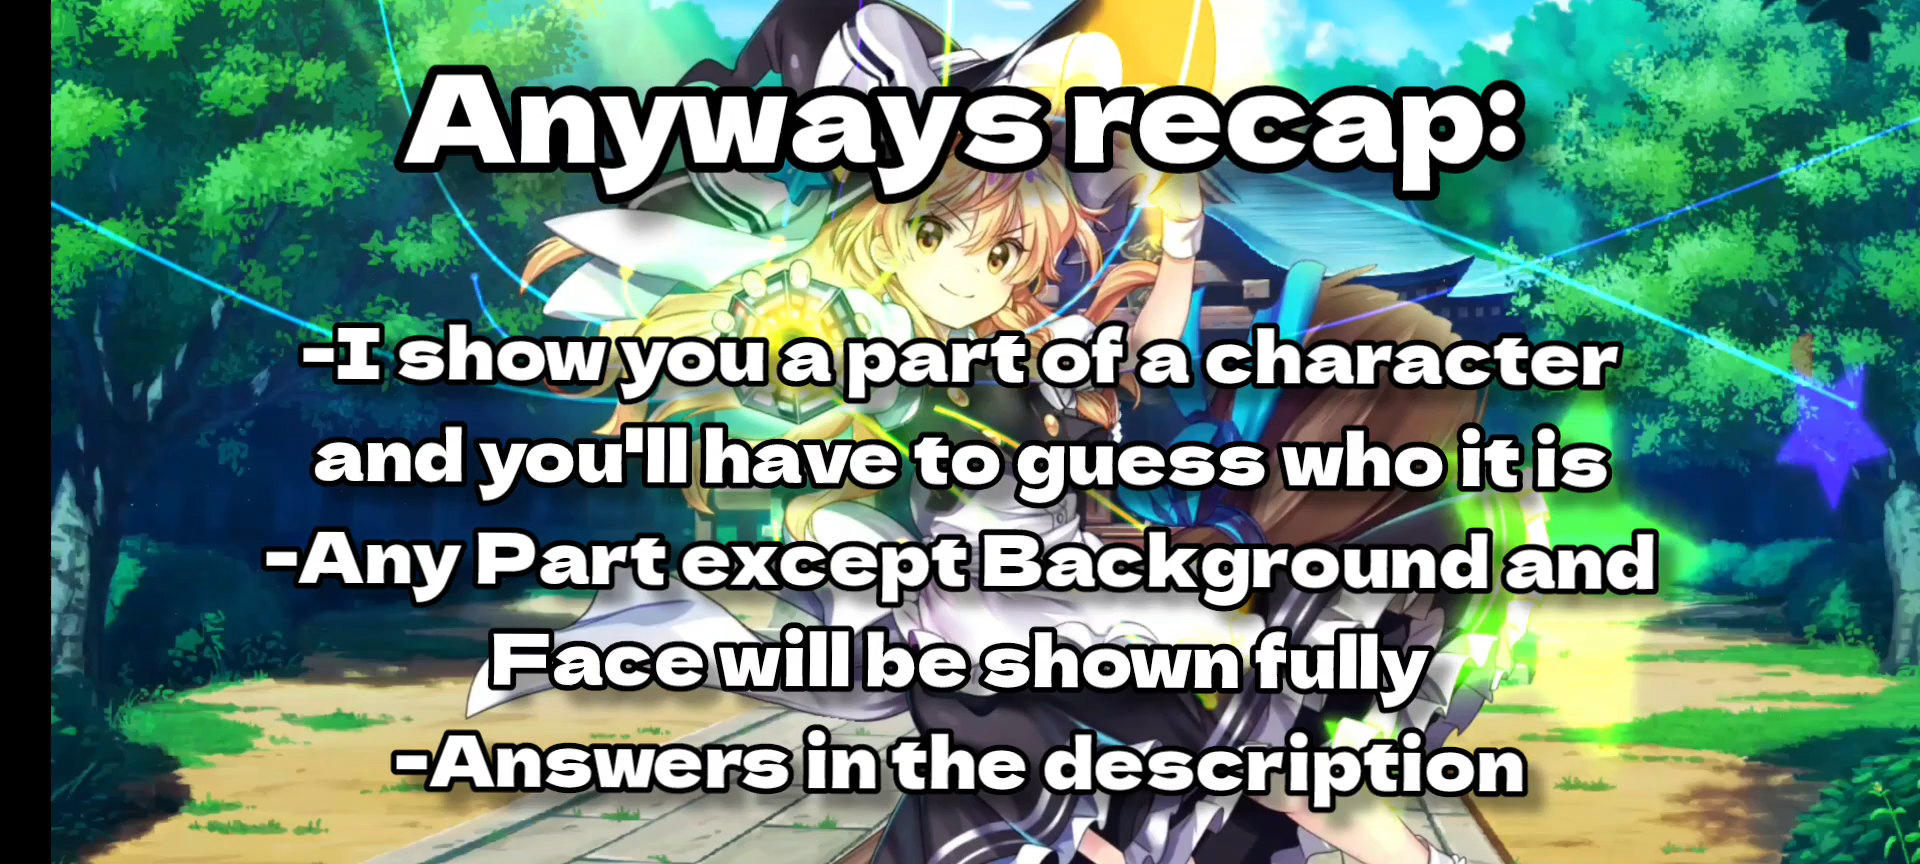 Anyways recap:
-I show you a part of a character
and you'll have to guess who it is
-Any Part except Background and
Face will be shown fully
-Answers in the description